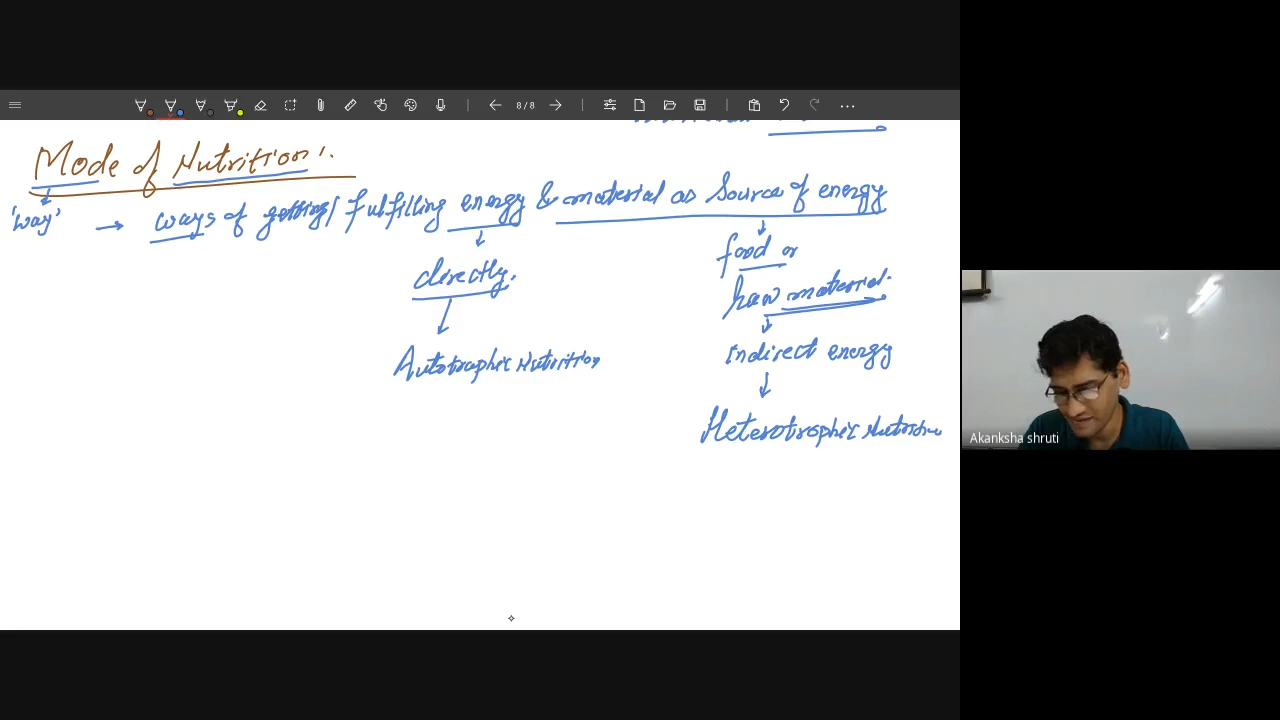 8/8
Mode of Nutrition :
'way' → ways of getting/ fulfilling energy & material as source of energy
directly.
food or
raw material.
Autotrophic Nutrition
indirect energy
Heterotrophic Nutrition
Akanksha shruti